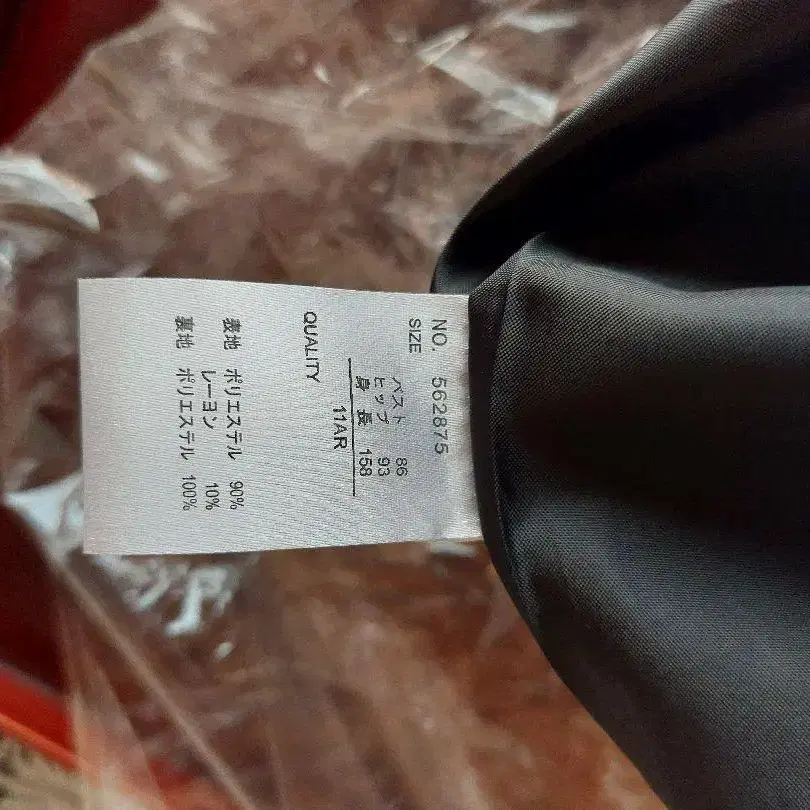 NO. 562875
SIZE
バスト 86
ヒップ 93
身長 158
11AR
QUALITY
表地 ポリエステル 90%
レーヨン 10%
裏地 ポリエステル 100%